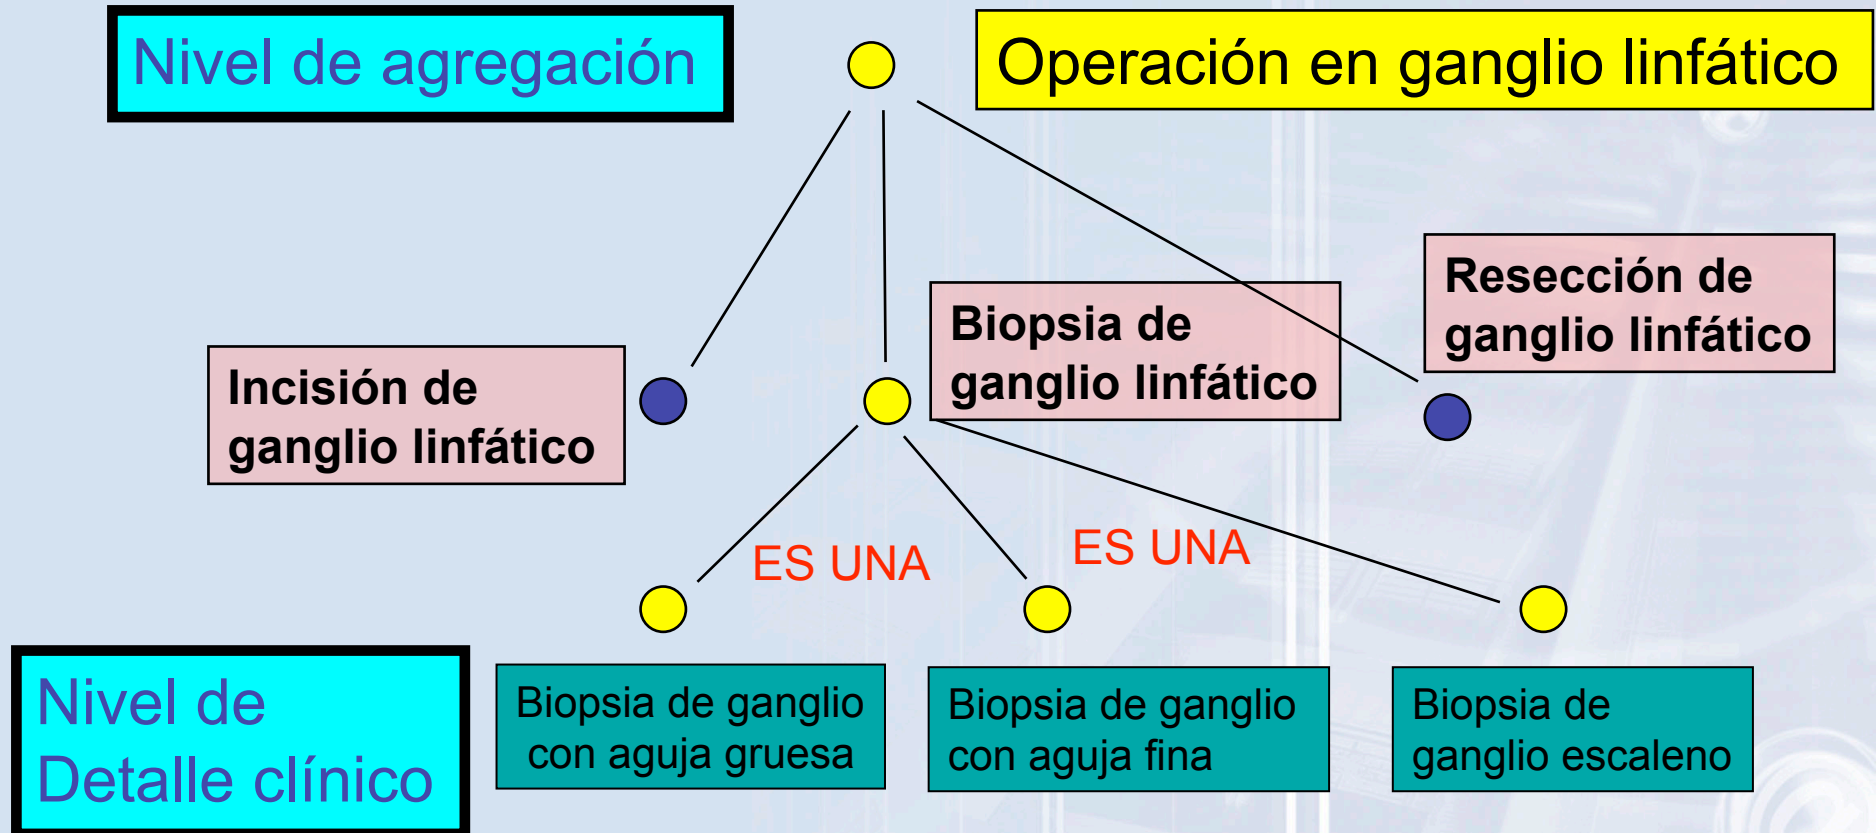 Nivel de agregación
Operación en ganglio linfático
Resección de
ganglio linfático
Biopsia de
ganglio linfático
Incisión de
ganglio linfático
ES UNA
ES UNA
Nivel de
Detalle clínico
Biopsia de ganglio
con aguja gruesa
Biopsia de ganglio
con aguja fina
Biopsia de
ganglio escaleno